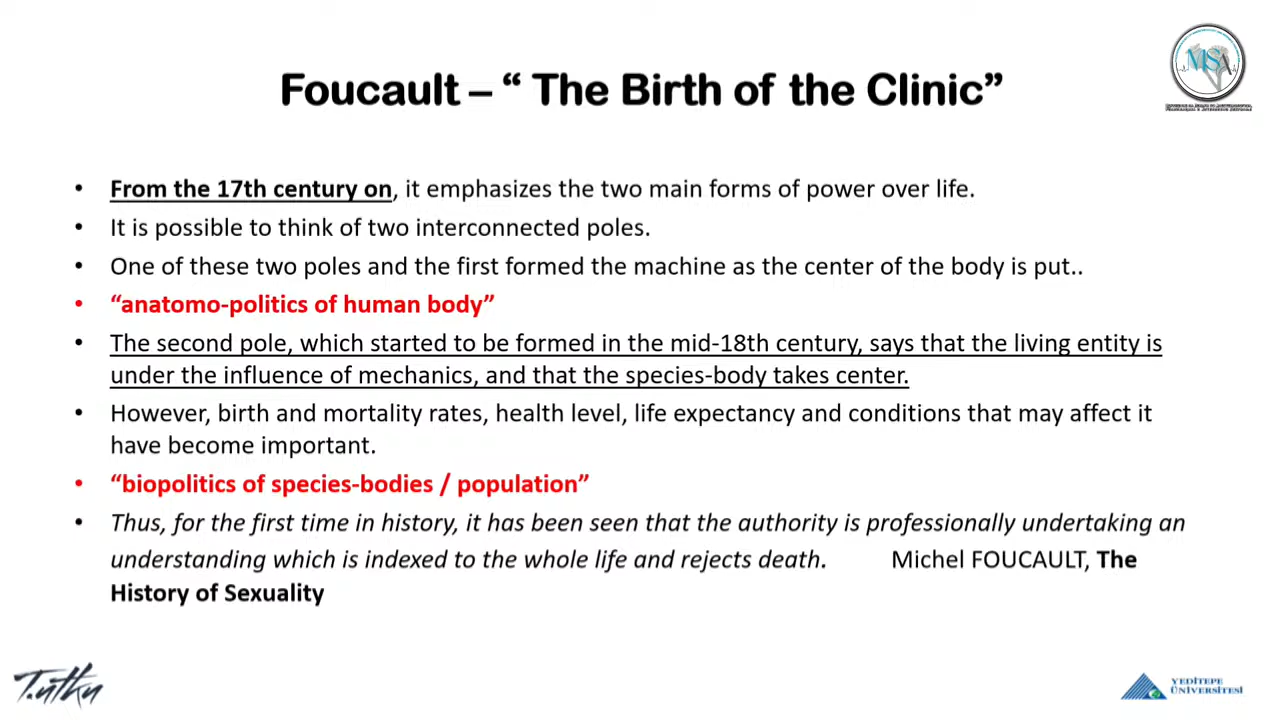 Foucault – “ The Birth of the Clinic”
MSA
• From the 17th century on, it emphasizes the two main forms of power over life.
• It is possible to think of two interconnected poles.
• One of these two poles and the first formed the machine as the center of the body is put..
• “anatomo-politics of human body”
• The second pole, which started to be formed in the mid-18th century, says that the living entity is
under the influence of mechanics, and that the species-body takes center.
• However, birth and mortality rates, health level, life expectancy and conditions that may affect it
have become important.
• “biopolitics of species-bodies / population”
• Thus, for the first time in history, it has been seen that the authority is professionally undertaking an
understanding which is indexed to the whole life and rejects death. Michel FOUCAULT, The
History of Sexuality
T.utku
YEDİTEPE
ÜNİVERSİTESİ